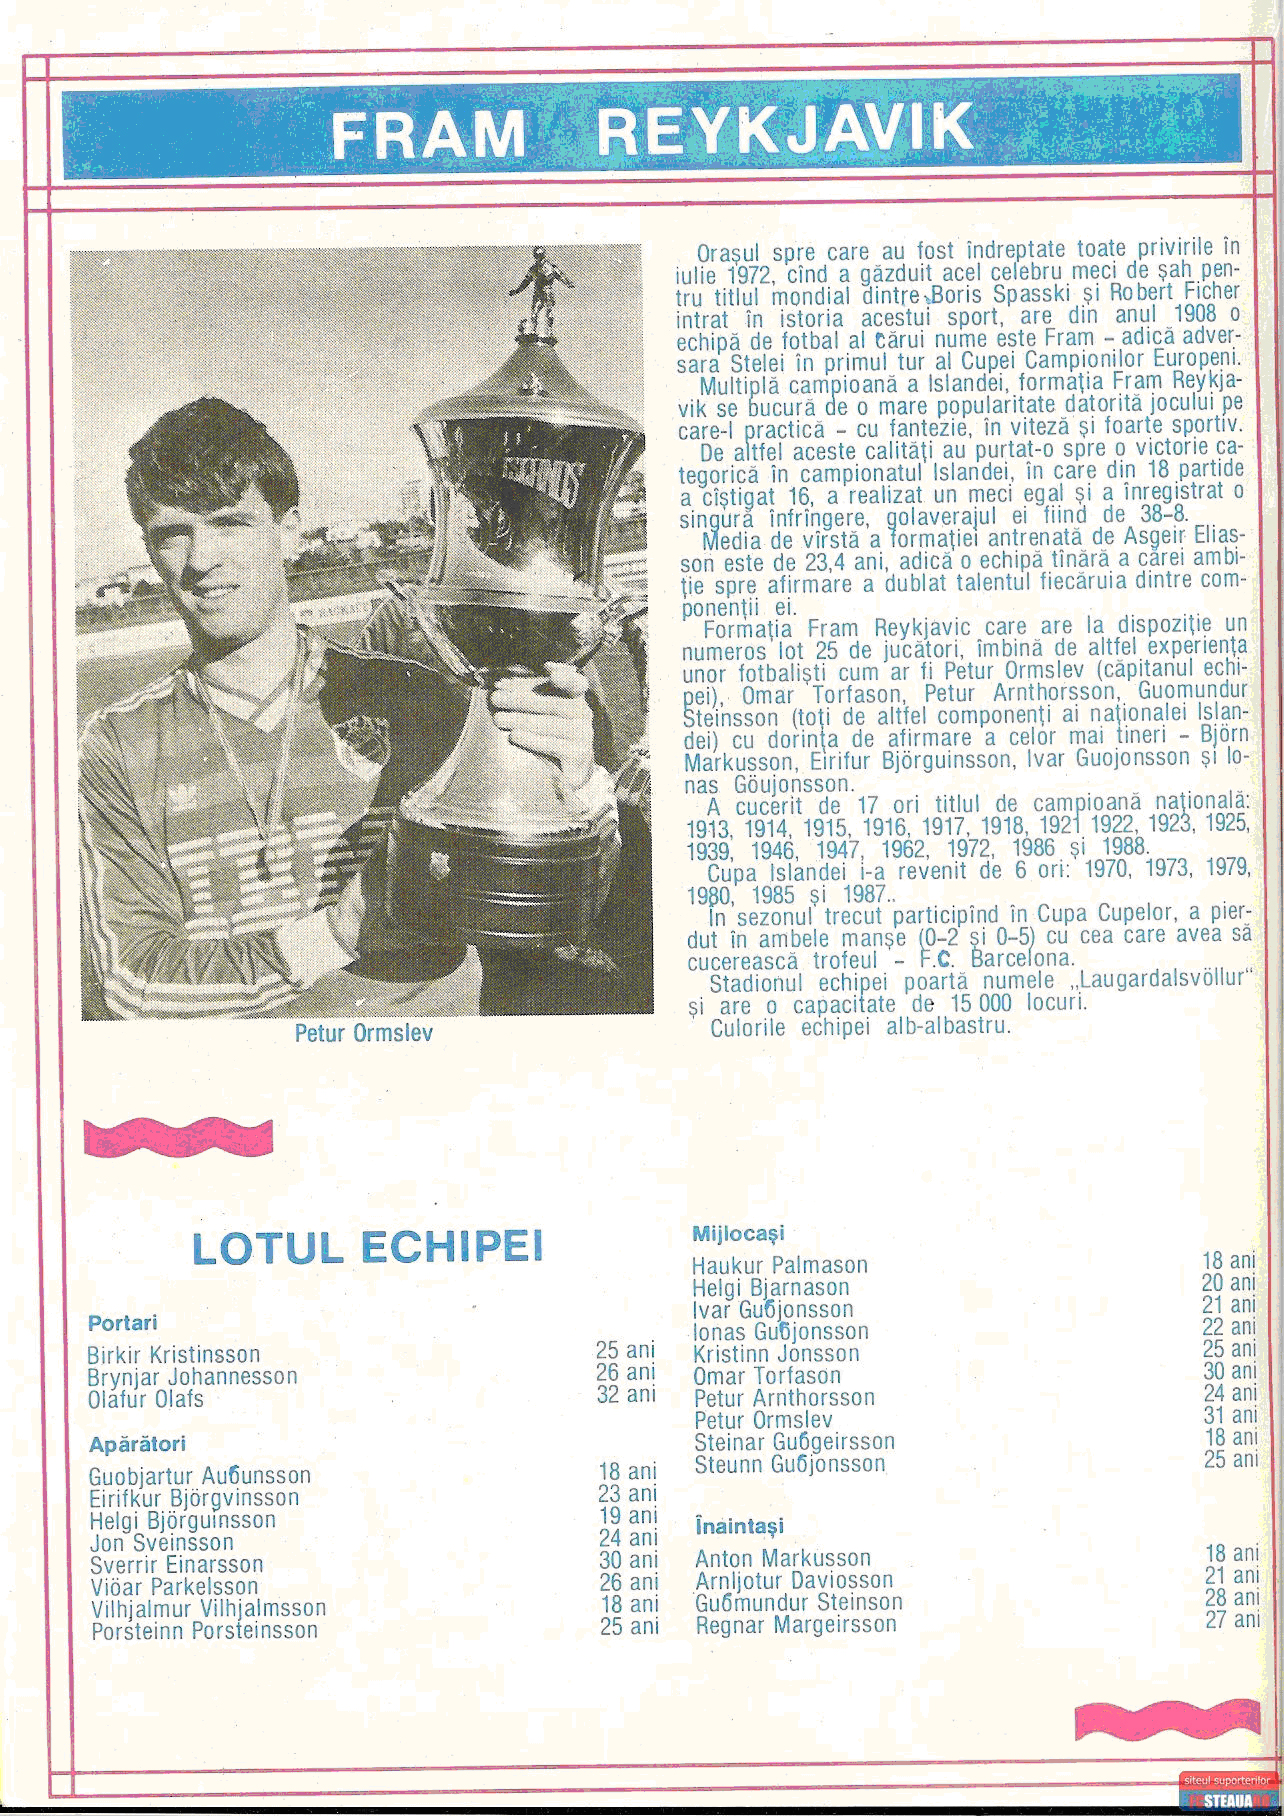 FRAM REYKJAVIK
Orașul spre care au fost îndreptate toate privirile în
iulie 1972, cînd a găzduit acel celebru meci de șah pen-
tru titlul mondial dintre Boris Spasski și Robert Ficher
intrat în istoria acestui sport, are din anul 1908 o
echipă de fotbal al cărui nume este Fram – adică adver-
sara Stelei în primul tur al Cupei Campionilor Europeni.
Multiplă campioană a Islandei, formația Fram Reykja-
vik se bucură de o mare popularitate datorită jocului pe
care-l practică – cu fantezie, în viteză și foarte sportiv.
De altfel aceste calități au purtat-o spre o victorie ca-
tegorică în campionatul Islandei, în care din 18 partide
a cîștigat 16, a realizat un meci egal și a înregistrat o
singură înfrîngere, golaverajul ei fiind de 38-8.
Media de vîrstă a formației antrenată de Asgeir Elias-
son este de 23,4 ani, adică o echipă tînără a cărei ambi-
ție spre afirmare a dublat talentul fiecăruia dintre com-
ponenții ei.
Formația Fram Reykjavic care are la dispoziție un
numeros lot 25 de jucători, îmbină de altfel experiența
unor fotbaliști cum ar fi Petur Ormslev (căpitanul echi-
pei), Omar Torfason, Petur Arnthorsson, Guomundur
Steinsson (toți de altfel componenți ai naționalei Islan-
dei) cu dorința de afirmare a celor mai tineri – Björn
Markusson, Eirifur Björguinsson, Ivar Guojonsson și Io-
nas Göujonsson.
A cucerit de 17 ori titlul de campioană națională:
1913, 1914, 1915, 1916, 1917, 1918, 1921 1922, 1923, 1925,
1939, 1946, 1947, 1962, 1972, 1986 și 1988.
Cupa Islandei i-a revenit de 6 ori: 1970, 1973, 1979,
1980, 1985 și 1987..
În sezonul trecut participînd în Cupa Cupelor, a pier-
dut în ambele manșe (0-2 și 0-5) cu cea care avea să
cucerească trofeul – F.C. Barcelona.
Stadionul echipei poartă numele „Laugardalsvöllur“
și are o capacitate de 15 000 locuri.
Culorile echipei alb-albastru.
Petur Ormslev
LOTUL ECHIPEI
Portari
Birkir Kristinsson 25 ani
Brynjar Johannesson 26 ani
Olafur Olafs 32 ani
Apărători
Guobjartur Auбunsson 18 ani
Eirifkur Björgvinsson 23 ani
Helgi Björguinsson 19 ani
Jon Sveinsson 24 ani
Sverrir Einarsson 30 ani
Viöar Parkelsson 26 ani
Vilhjalmur Vilhjalmsson 18 ani
Porsteinn Porsteinsson 25 ani
Mijlocași
Haukur Palmason 18 ani
Helgi Bjarnason 20 ani
Ivar Guбjonsson 21 ani
Ionas Guбjonsson 22 ani
Kristinn Jonsson 25 ani
Omar Torfason 30 ani
Petur Arnthorsson 24 ani
Petur Ormslev 31 ani
Steinar Guбgeirsson 18 ani
Steunn Guбjonsson 25 ani
Înaintași
Anton Markusson 18 ani
Arnljotur Daviosson 21 ani
Guбmundur Steinson 28 ani
Regnar Margeirsson 27 ani
siteul suporterilor
FCSTEAUA.RO